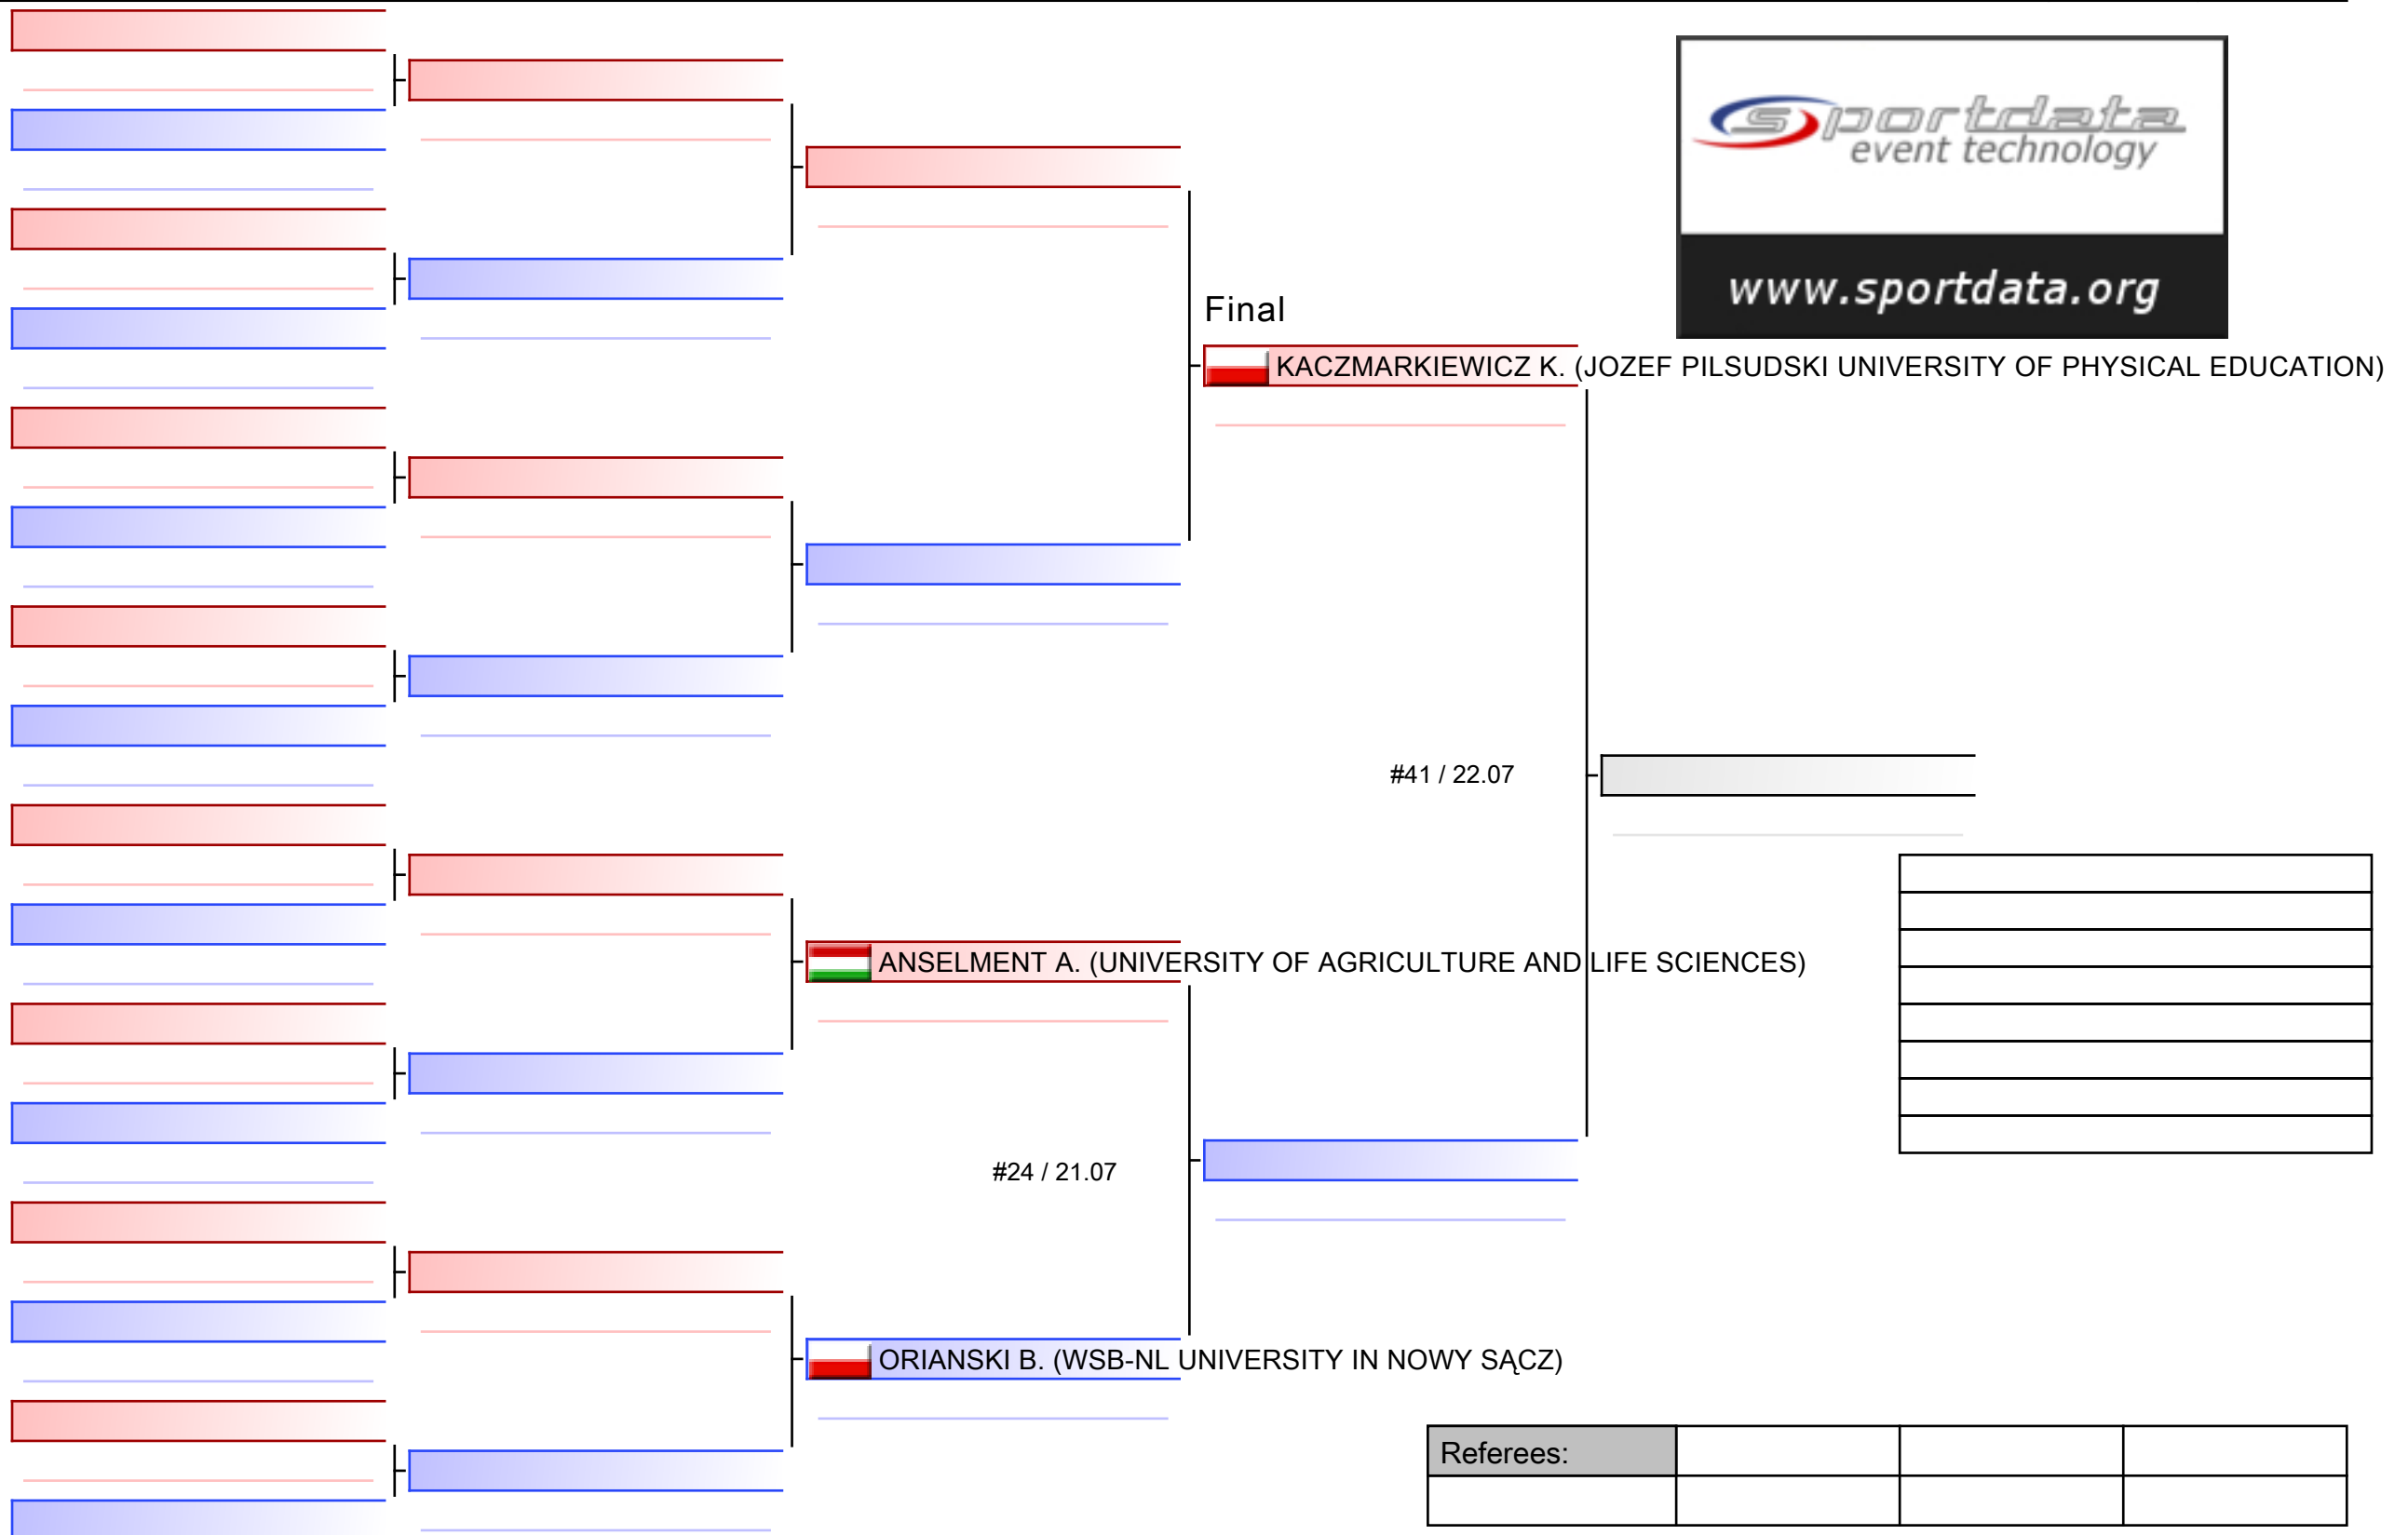 sportdata
event technology
www.sportdata.org
Final
KACZMARKIEWICZ K. (JOZEF PILSUDSKI UNIVERSITY OF PHYSICAL EDUCATION)
#41 / 22.07
ANSELMENT A. (UNIVERSITY OF AGRICULTURE AND LIFE SCIENCES)
#24 / 21.07
ORIANSKI B. (WSB-NL UNIVERSITY IN NOWY SĄCZ)
Referees: